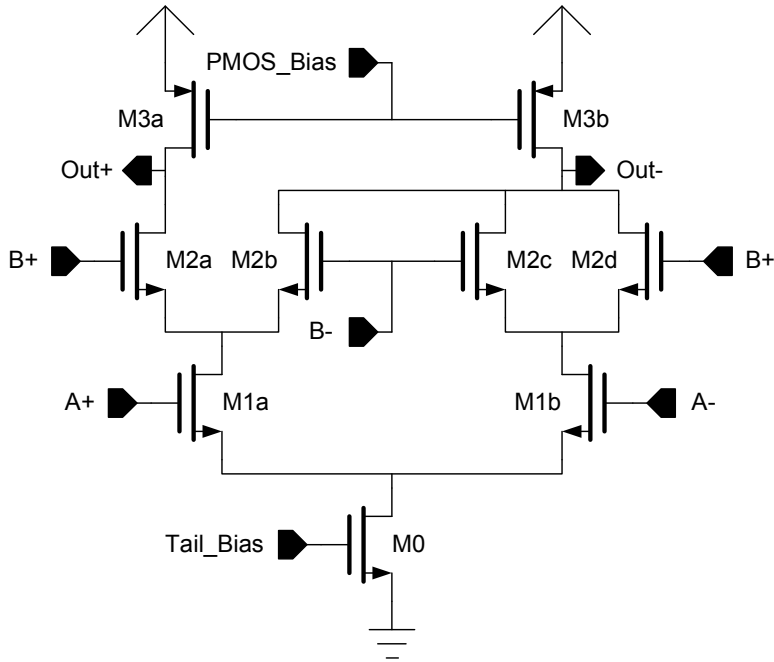 PMOS_Bias
M3a
M3b
Out+
Out-
B+
M2a
M2b
M2c
M2d
B+
B-
A+
M1a
M1b
A-
Tail_Bias
M0